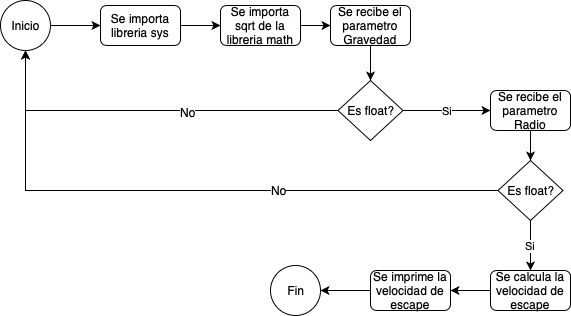 Inicio
Se importa
libreria sys
Se importa
sqrt de la
libreria math
Se recibe el
parametro
Gravedad
Es float?
No
Si
Se recibe el
parametro
Radio
Es float?
No
Si
Se calcula la
velocidad de
escape
Se imprime la
velocidad de
escape
Fin